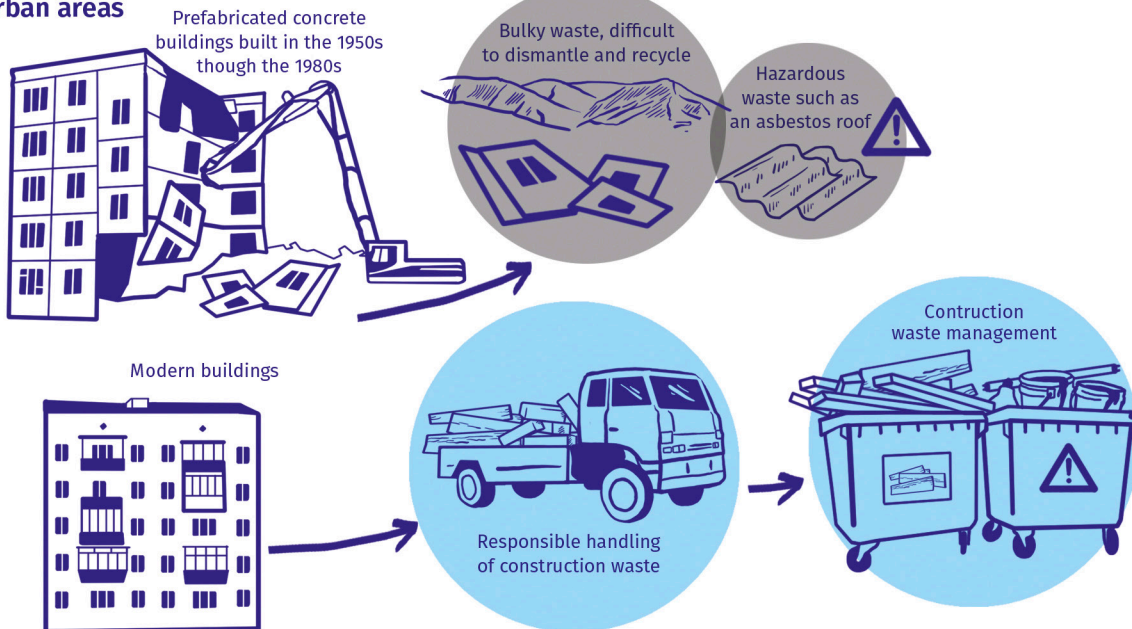 rban areas
Prefabricated concrete
buildings built in the 1950s
though the 1980s
Bulky waste, difficult
to dismantle and recycle
Hazardous
waste such as
an asbestos roof
Modern buildings
Responsible handling
of construction waste
Contruction
waste management